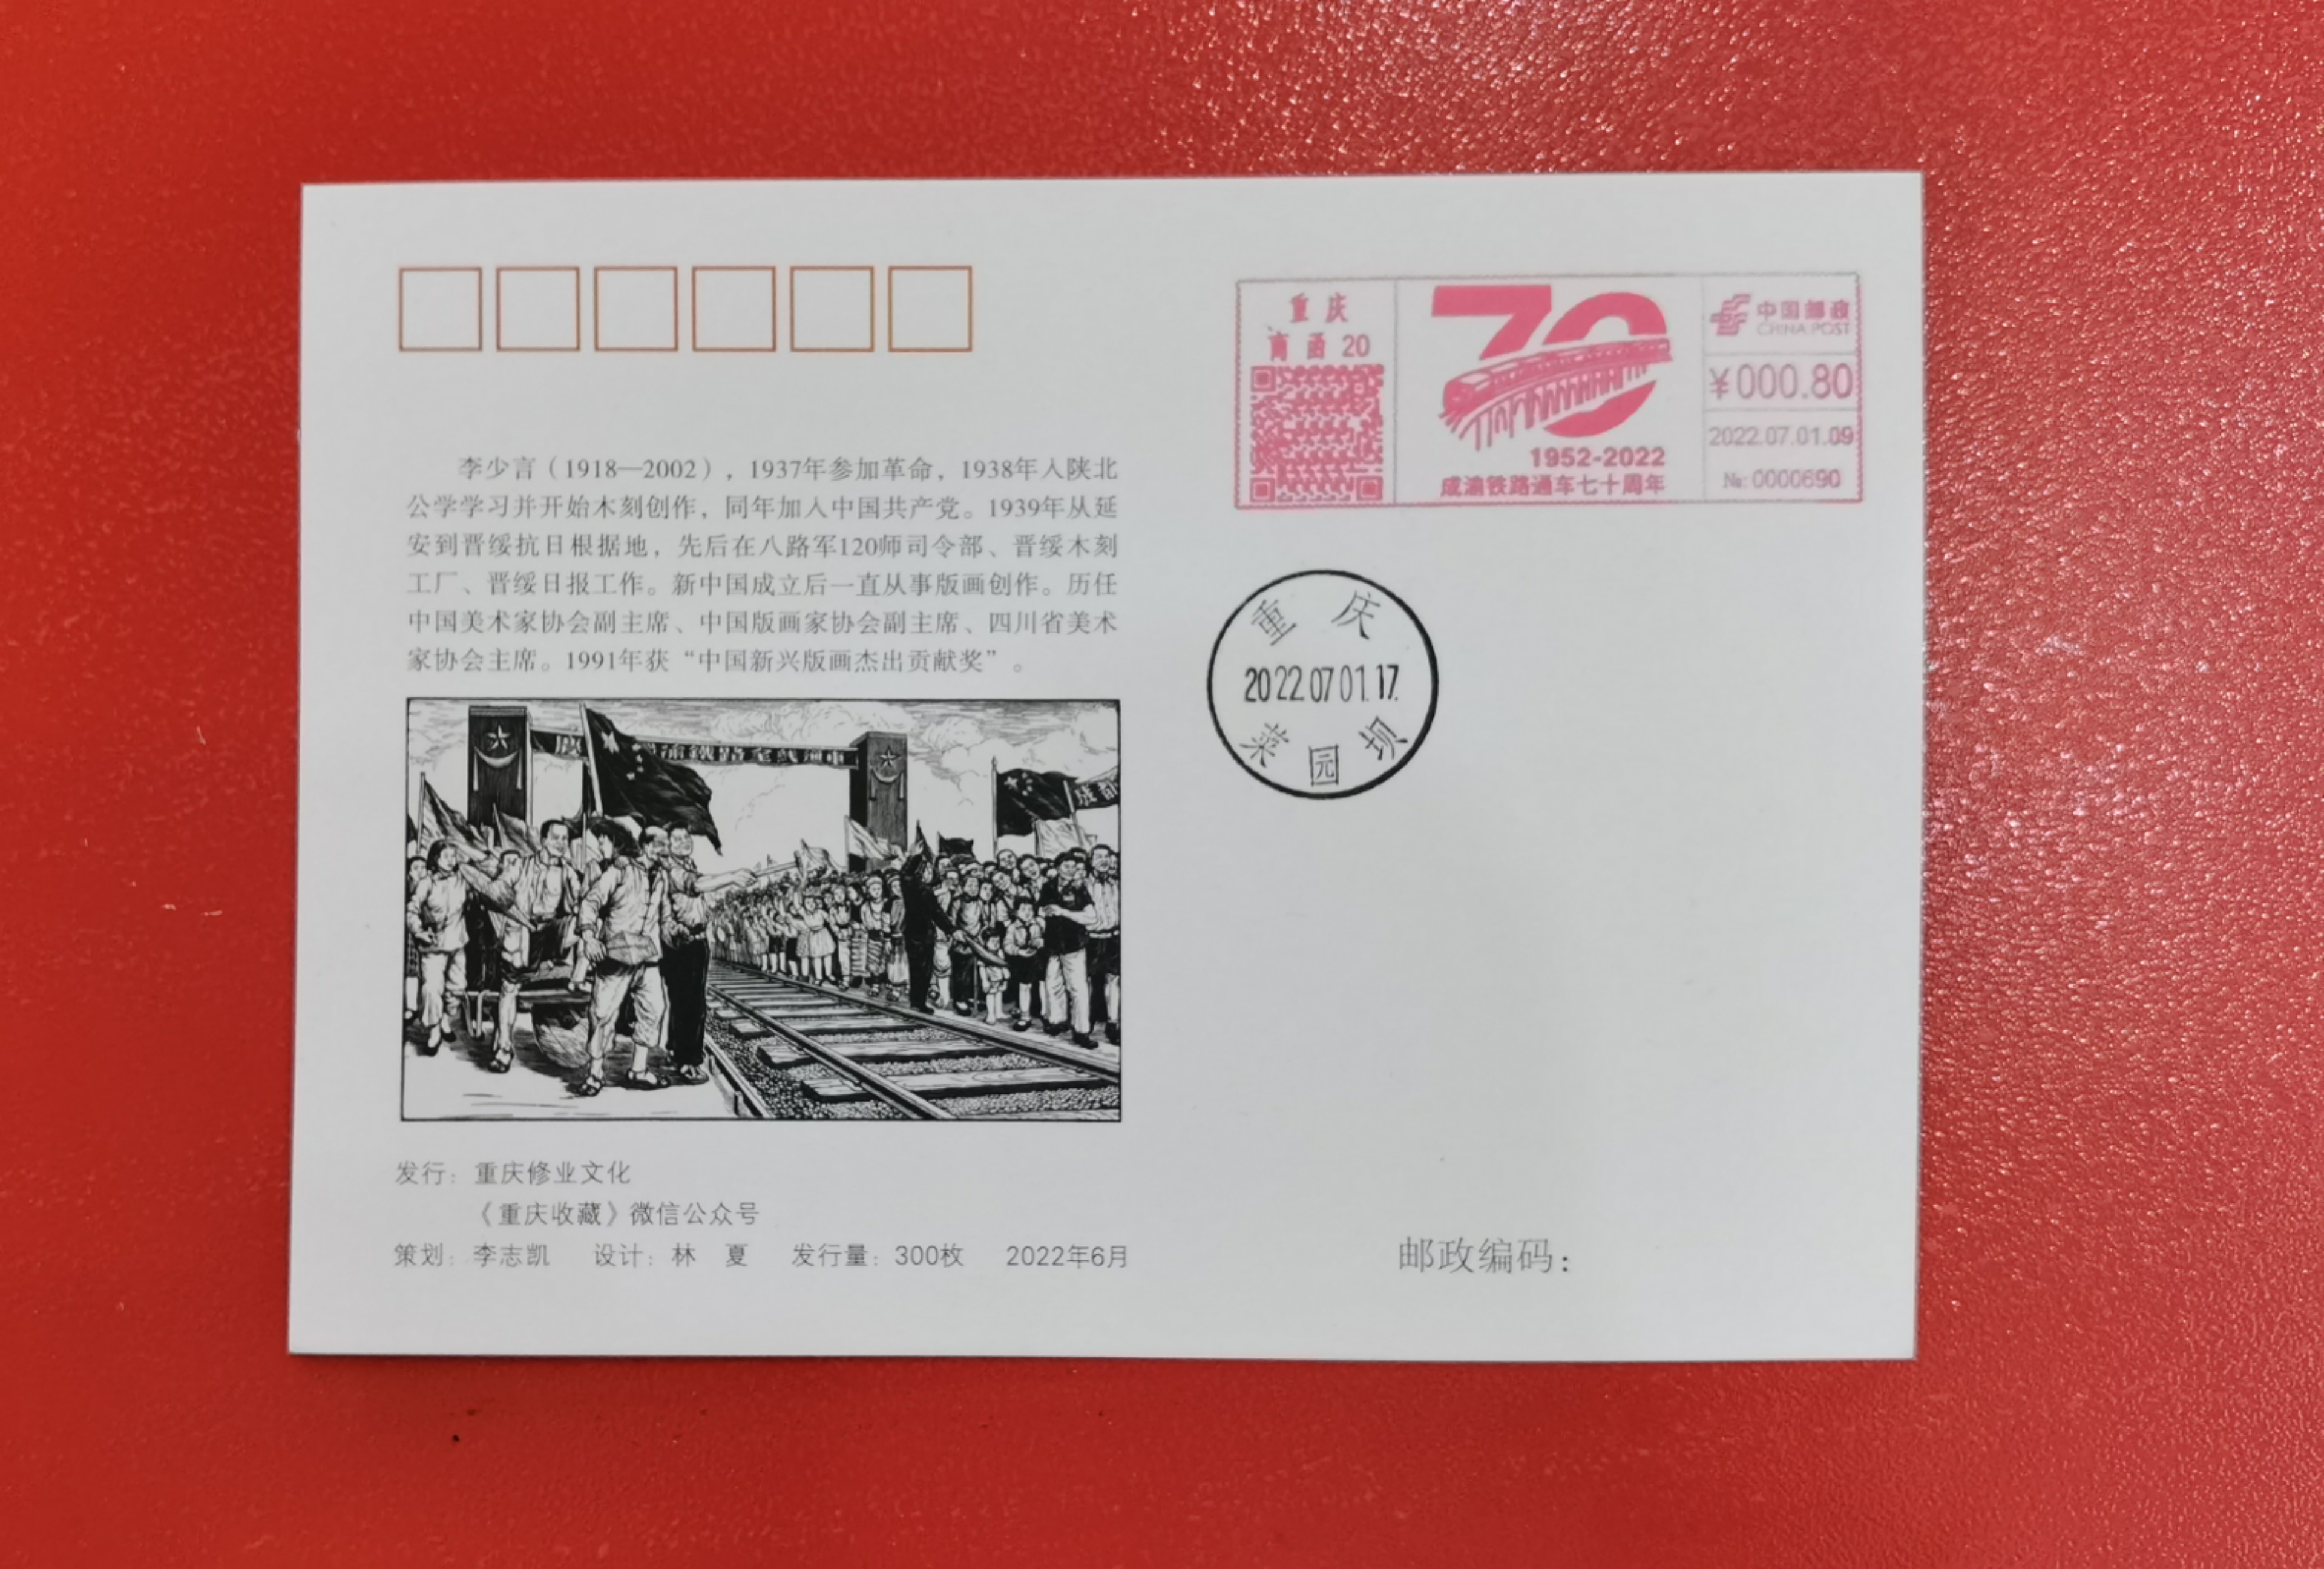 李少言（1918—2002），1937年参加革命，1938年入陕北
公学学习并开始木刻创作，同年加入中国共产党。1939年从延
安到晋绥抗日根据地，先后在八路军120师司令部、晋绥木刻
工厂、晋绥日报工作。新中国成立后一直从事版画创作。历任
中国美术家协会副主席、中国版画家协会副主席、四川省美术
家协会主席。1991年获“中国新兴版画杰出贡献奖”。
成都
发行：重庆修业文化
《重庆收藏》微信公众号
策划：李志凯 设计：林 夏 发行量：300枚 2022年6月
重庆
商函 20
70
1952-2022
成渝铁路通车七十周年
中国邮政
CHINA POST
¥000.80
2022.07.01.09
№: 0000690
重庆
2022.07.01.17.
菜园坝
邮政编码：